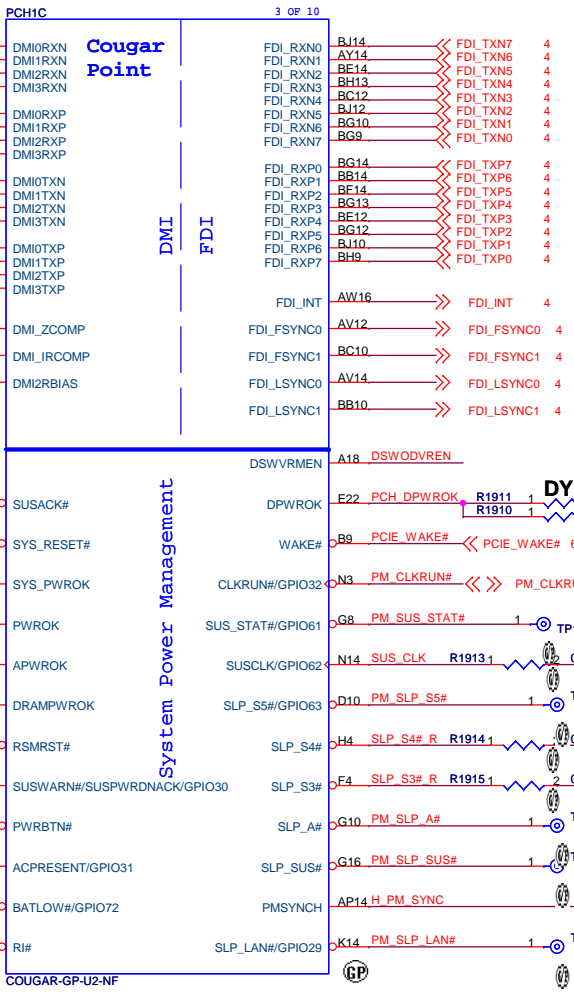 PCH1C 3 OF 10
Cougar
Point
DMI0RXN FDI_RXN0 BJ14 FDI_TXN7 4
DMI1RXN FDI_RXN1 AY14 FDI_TXN6 4
DMI2RXN FDI_RXN2 BE14 FDI_TXN5 4
DMI3RXN FDI_RXN3 BH13 FDI_TXN4 4
FDI_RXN4 BC12 FDI_TXN3 4
DMI0RXP FDI_RXN5 BJ12 FDI_TXN2 4
DMI1RXP FDI_RXN6 BG10 FDI_TXN1 4
DMI2RXP FDI_RXN7 BG9 FDI_TXN0 4
DMI3RXP
FDI_RXP0 BG14 FDI_TXP7 4
DMI0TXN FDI_RXP1 BB14 FDI_TXP6 4
DMI1TXN FDI_RXP2 BF14 FDI_TXP5 4
DMI2TXN FDI_RXP3 BG13 FDI_TXP4 4
DMI3TXN FDI_RXP4 BE12 FDI_TXP3 4
FDI_RXP5 BG12 FDI_TXP2 4
DMI0TXP FDI_RXP6 BJ10 FDI_TXP1 4
DMI1TXP FDI_RXP7 BH9 FDI_TXP0 4
DMI2TXP
DMI3TXP
DMI
FDI
FDI_INT AW16 FDI_INT 4
DMI_ZCOMP FDI_FSYNC0 AV12 FDI_FSYNC0 4
DMI_IRCOMP FDI_FSYNC1 BC10 FDI_FSYNC1 4
DMI2RBIAS FDI_LSYNC0 AV14 FDI_LSYNC0 4
FDI_LSYNC1 BB10 FDI_LSYNC1 4
System Power Management
DSWVRMEN A18 DSWODVREN
SUSACK# DPWROK E22 PCH_DPWROK R1911 1 DY
R1910 1
SYS_RESET# WAKE# B9 PCIE_WAKE# PCIE_WAKE# 6
SYS_PWROK CLKRUN#/GPIO32 N3 PM_CLKRUN# PM_CLKRU
PWROK SUS_STAT#/GPIO61 G8 PM_SUS_STAT# 1 TP1
APWROK SUSCLK/GPIO62 N14 SUS_CLK R1913 1 2 0
DRAMPWROK SLP_S5#/GPIO63 D10 PM_SLP_S5# 1 T
RSMRST# SLP_S4# H4 SLP_S4#_R R1914 1 0
SUSWARN#/SUSPWRDNACK/GPIO30 SLP_S3# F4 SLP_S3#_R R1915 1 2 0
PWRBTN# SLP_A# G10 PM_SLP_A# 1 T
ACPRESENT/GPIO31 SLP_SUS# G16 PM_SLP_SUS# 1 T
BATLOW#/GPIO72 PMSYNCH AP14 H_PM_SYNC
RI# SLP_LAN#/GPIO29 K14 PM_SLP_LAN# 1 T
COUGAR-GP-U2-NF GP